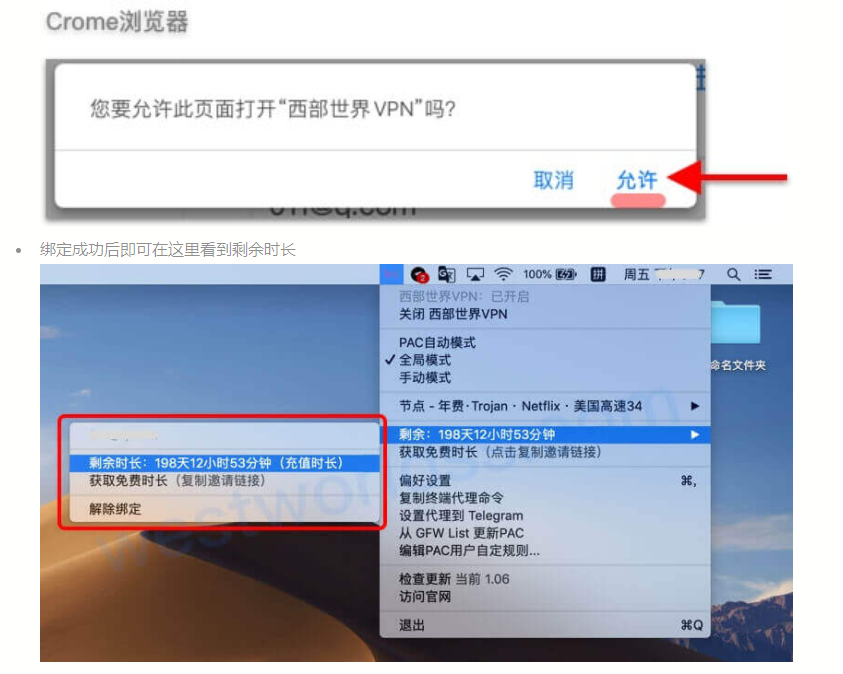 Crome浏览器
您要允许此页面打开“西部世界 VPN”吗?
取消 允许
绑定成功后即可在这里看到剩余时长
2 100% 拼 周五 7
西部世界VPN：已开启
关闭 西部世界VPN
PAC自动模式
✓ 全局模式
手动模式
节点 - 年费·Trojan · Netflix · 美国高速34
剩余：198天12小时53分钟
获取免费时长（点击复制邀请链接）
偏好设置 ⌘,
复制终端代理命令
设置代理到 Telegram
从 GFW List 更新PAC
编辑PAC用户自定规则...
检查更新 当前 1.06
访问官网
退出 ⌘Q
剩余时长：198天12小时53分钟（充值时长）
获取免费时长（复制邀请链接）
解除绑定
命名文件夹